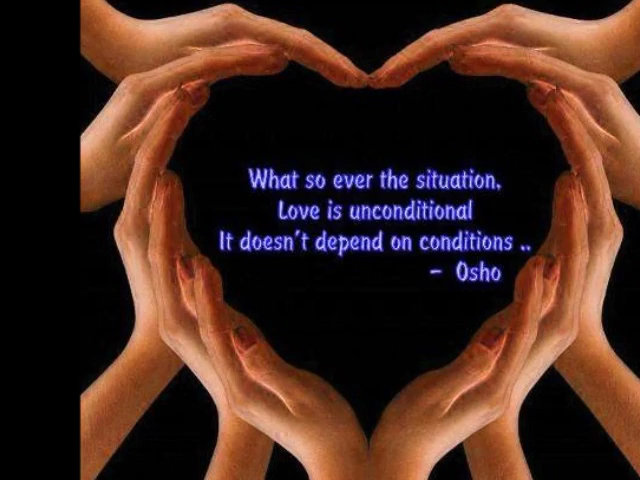 What so ever the situation,
Love is unconditional
It doesn't depend on conditions ..
- Osho